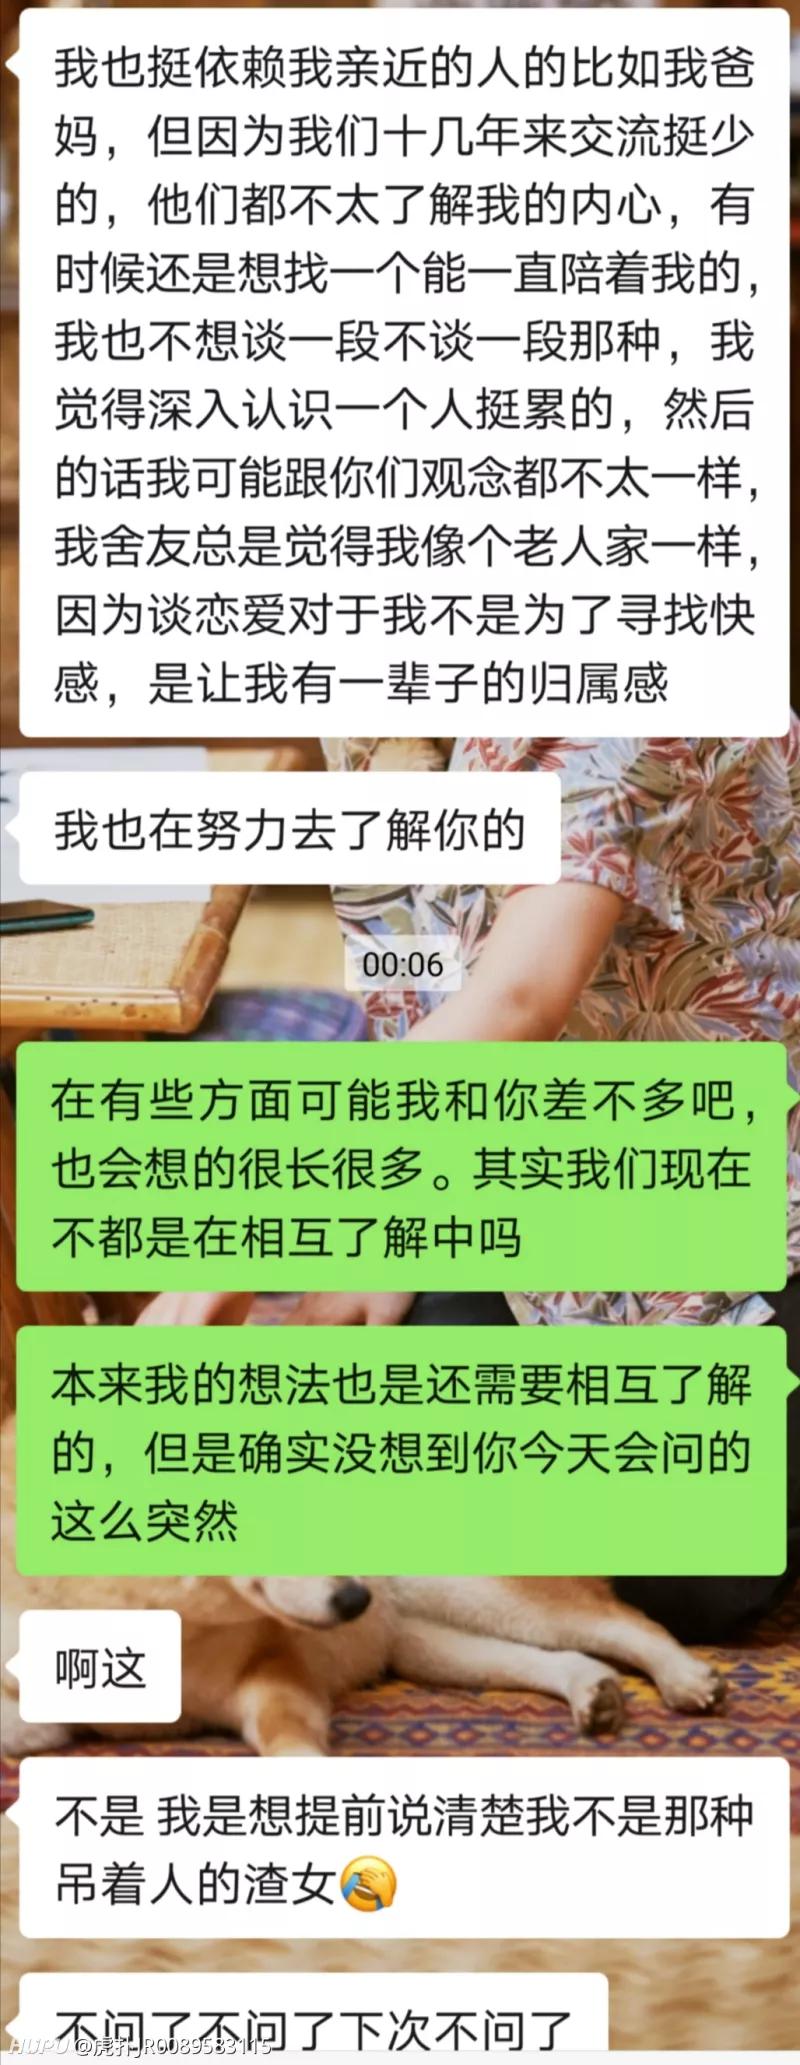 我也挺依赖我亲近的人的比如我爸
妈，但因为我们十几年来交流挺少
的，他们都不太了解我的内心，有
时候还是想找一个能一直陪着我的，
我也不想谈一段不谈一段那种，我
觉得深入认识一个人挺累的，然后
的话我可能跟你们观念都不太一样，
我舍友总是觉得我像个老人家一样，
因为谈恋爱对于我不是为了寻找快
感，是让我有一辈子的归属感
我也在努力去了解你的
00:06
在有些方面可能我和你差不多吧，
也会想的很长很多。其实我们现在
不都是在相互了解中吗
本来我的想法也是还需要相互了解
的，但是确实没想到你今天会问的
这么突然
啊这
不是 我是想提前说清楚我不是那种
吊着人的渣女🤣
不问了不问了下次不问了
HUPU @虎扑JR0089583115